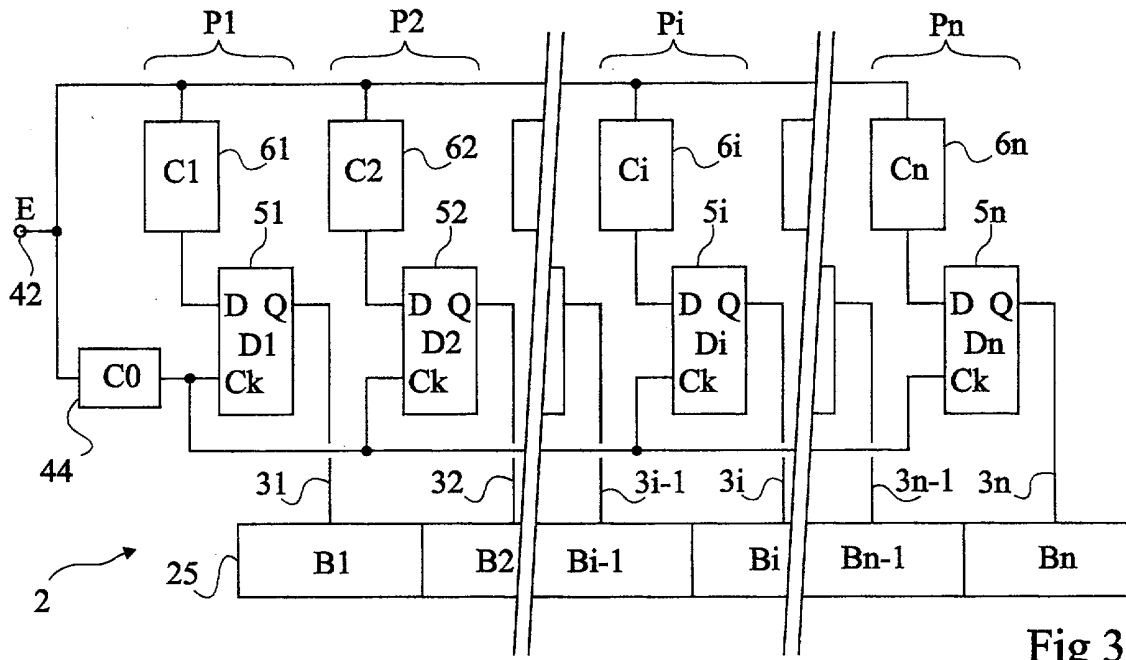 P1 P2 Pi Pn
C1 61 C2 62 Ci 6i Cn 6n
E 51 52 5i 5n
42
D Q D Q D Q D Q
D1 D2 Di Dn
C0 Ck Ck Ck Ck
44
31 32 3i-1 3i 3n-1 3n
25 B1 B2 Bi-1 Bi Bn-1 Bn
2
Fig 3